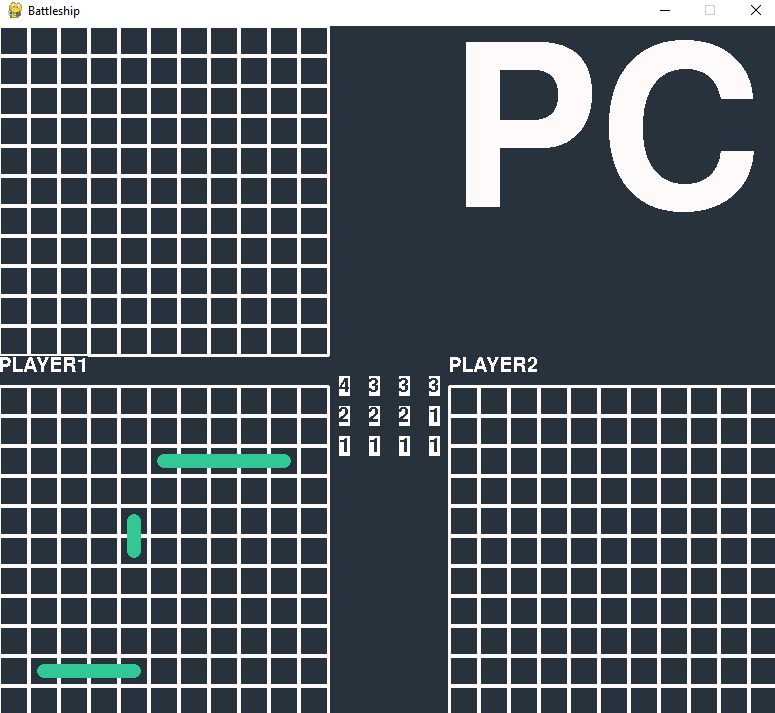 Battleship
PC
PLAYER1
PLAYER2
4 3 3 3
2 2 2 1
1 1 1 1